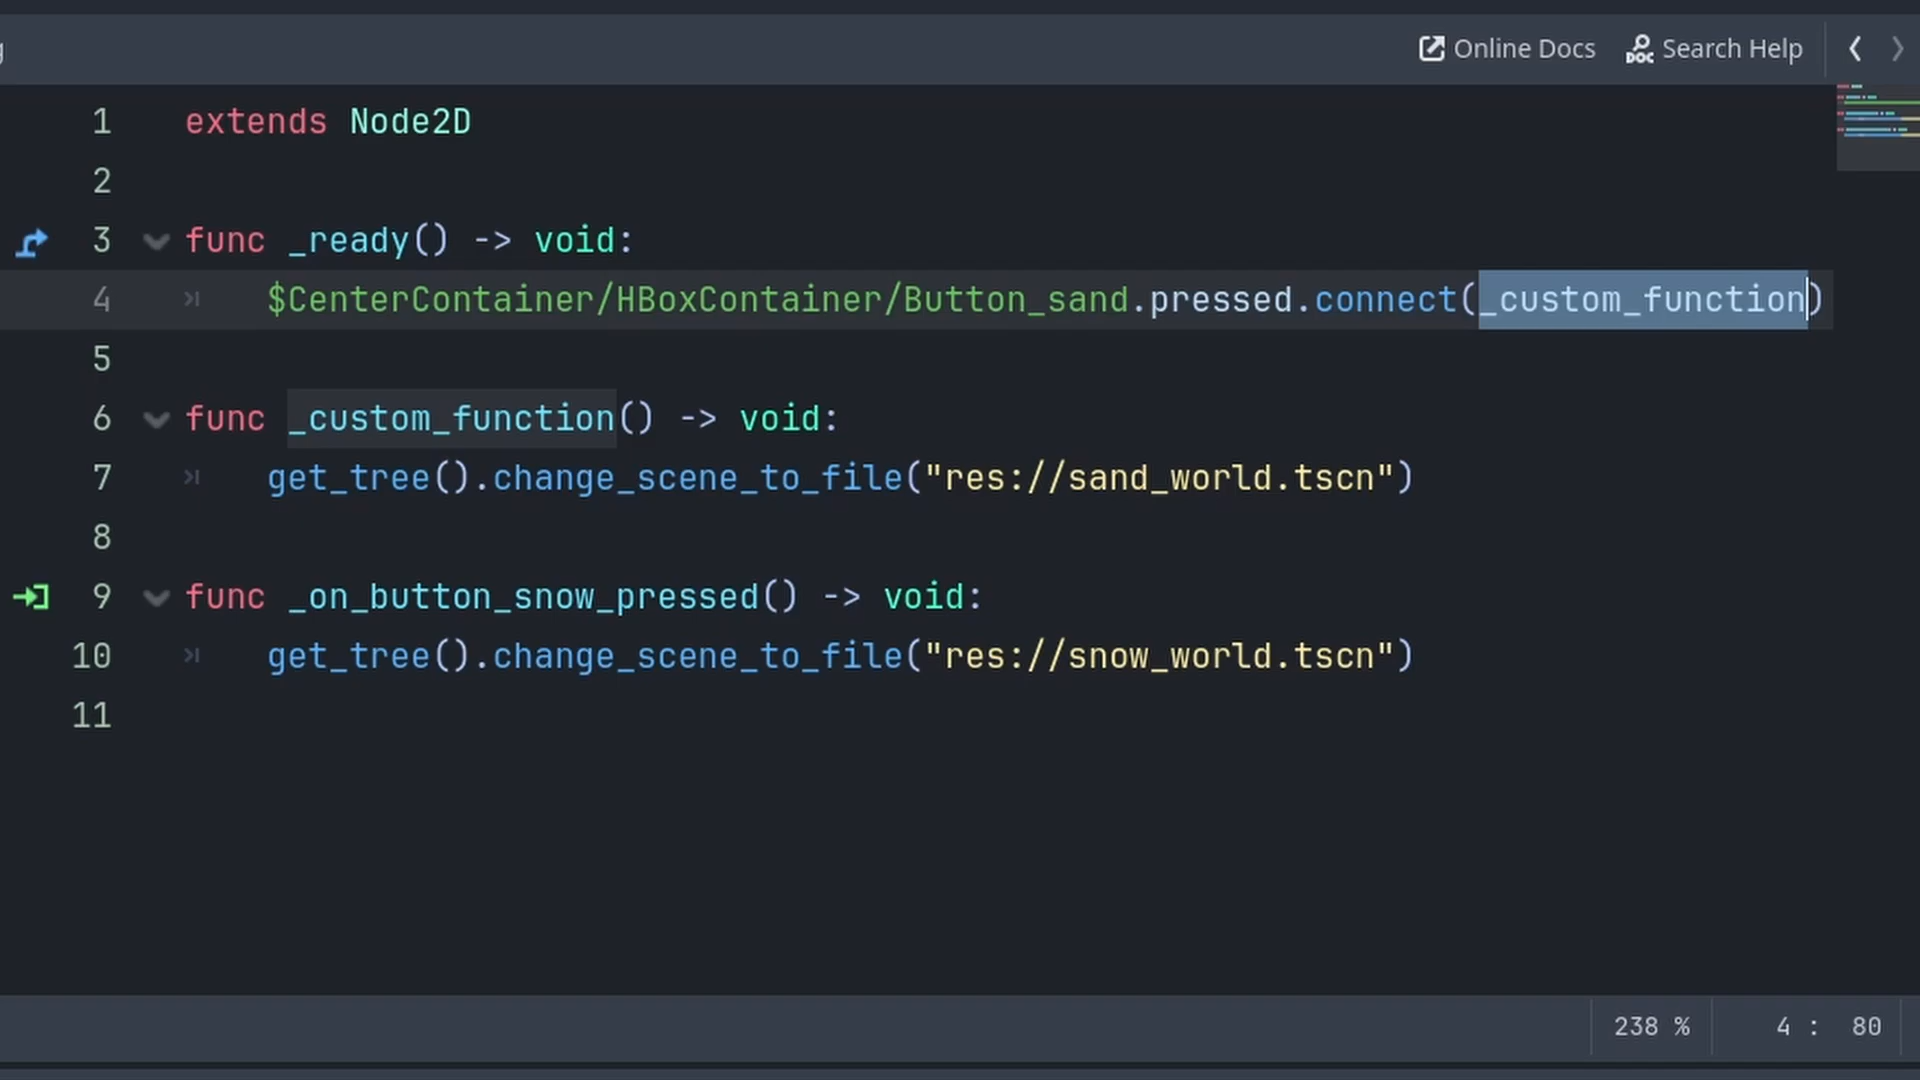 g Online Docs Search Help
1 extends Node2D
2
3 func _ready() -> void:
4 $CenterContainer/HBoxContainer/Button_sand.pressed.connect(_custom_function)
5
6 func _custom_function() -> void:
7 get_tree().change_scene_to_file("res://sand_world.tscn")
8
9 func _on_button_snow_pressed() -> void:
10 get_tree().change_scene_to_file("res://snow_world.tscn")
11
238 % 4 : 80